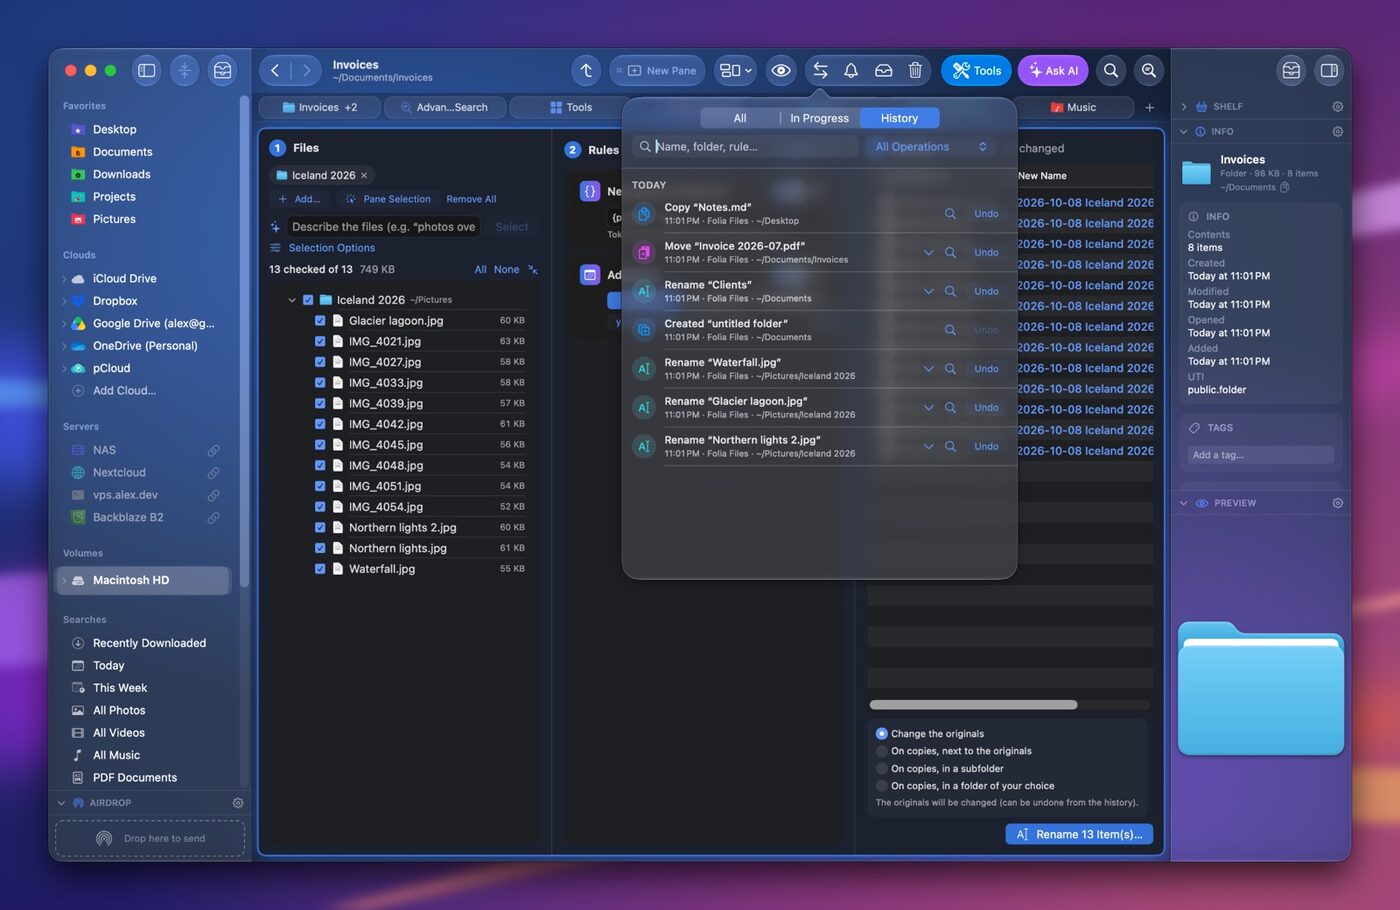 Favorites
Desktop
Documents
Downloads
Projects
Pictures
Clouds
iCloud Drive
Dropbox
Google Drive (alex@g...
OneDrive (Personal)
pCloud
Add Cloud...
Servers
NAS
Nextcloud
vps.alex.dev
Backblaze B2
Volumes
Macintosh HD
Searches
Recently Downloaded
Today
This Week
All Photos
All Videos
All Music
PDF Documents
AIRDROP
Drop here to send
Invoices
~/Documents/Invoices
New Pane
Tools
Ask AI
Invoices +2
Advan...Search
Tools
Music
1 Files
Iceland 2026
Add...
Pane Selection
Remove All
Describe the files (e.g. "photos ove
Select
Selection Options
13 checked of 13 749 KB
All None
Iceland 2026 ~/Pictures
Glacier lagoon.jpg 60 KB
IMG_4021.jpg 63 KB
IMG_4027.jpg 58 KB
IMG_4033.jpg 58 KB
IMG_4039.jpg 57 KB
IMG_4042.jpg 61 KB
IMG_4045.jpg 56 KB
IMG_4048.jpg 54 KB
IMG_4051.jpg 54 KB
IMG_4054.jpg 52 KB
Northern lights 2.jpg 60 KB
Northern lights.jpg 61 KB
Waterfall.jpg 55 KB
2 Rules
All
In Progress
History
Name, folder, rule...
All Operations
TODAY
Copy “Notes.md”
11:01 PM · Folia Files · ~/Desktop
Undo
Move “Invoice 2026-07.pdf”
11:01 PM · Folia Files · ~/Documents/Invoices
Undo
Rename “Clients”
11:01 PM · Folia Files · ~/Documents
Undo
Created “untitled folder”
11:01 PM · Folia Files · ~/Documents
Undo
Rename “Waterfall.jpg”
11:01 PM · Folia Files · ~/Pictures/Iceland 2026
Undo
Rename “Glacier lagoon.jpg”
11:01 PM · Folia Files · ~/Pictures/Iceland 2026
Undo
Rename “Northern lights 2.jpg”
11:01 PM · Folia Files · ~/Pictures/Iceland 2026
Undo
changed
New Name
2026-10-08 Iceland 2026
2026-10-08 Iceland 2026
2026-10-08 Iceland 2026
2026-10-08 Iceland 2026
2026-10-08 Iceland 2026
2026-10-08 Iceland 2026
2026-10-08 Iceland 2026
2026-10-08 Iceland 2026
2026-10-08 Iceland 2026
2026-10-08 Iceland 2026
2026-10-08 Iceland 2026
2026-10-08 Iceland 2026
2026-10-08 Iceland 2026
Change the originals
On copies, next to the originals
On copies, in a subfolder
On copies, in a folder of your choice
The originals will be changed (can be undone from the history).
Rename 13 Item(s)...
SHELF
INFO
Invoices
Folder · 98 KB · 8 items
~/Documents
INFO
Contents
8 items
Created
Today at 11:01 PM
Modified
Today at 11:01 PM
Opened
Today at 11:01 PM
Added
Today at 11:01 PM
UTI
public.folder
TAGS
Add a tag...
PREVIEW